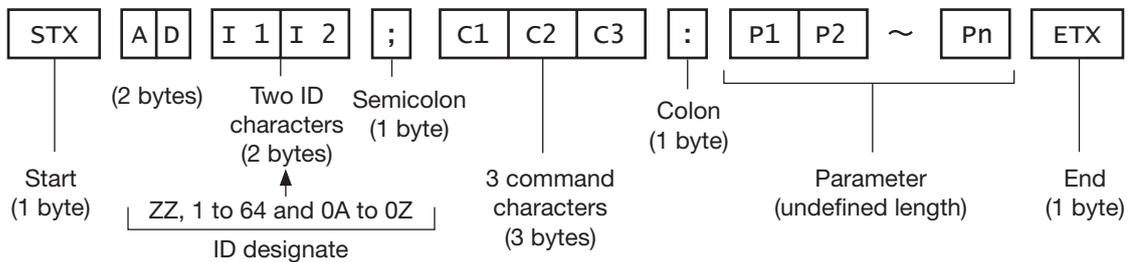 STX A D I 1 I 2 ; C1 C2 C3 : P1 P2 ～ Pn ETX
(2 bytes)
Two ID
characters
(2 bytes)
Semicolon
(1 byte)
Colon
(1 byte)
Start
(1 byte)
ZZ, 1 to 64 and 0A to 0Z
ID designate
3 command
characters
(3 bytes)
Parameter
(undefined length)
End
(1 byte)